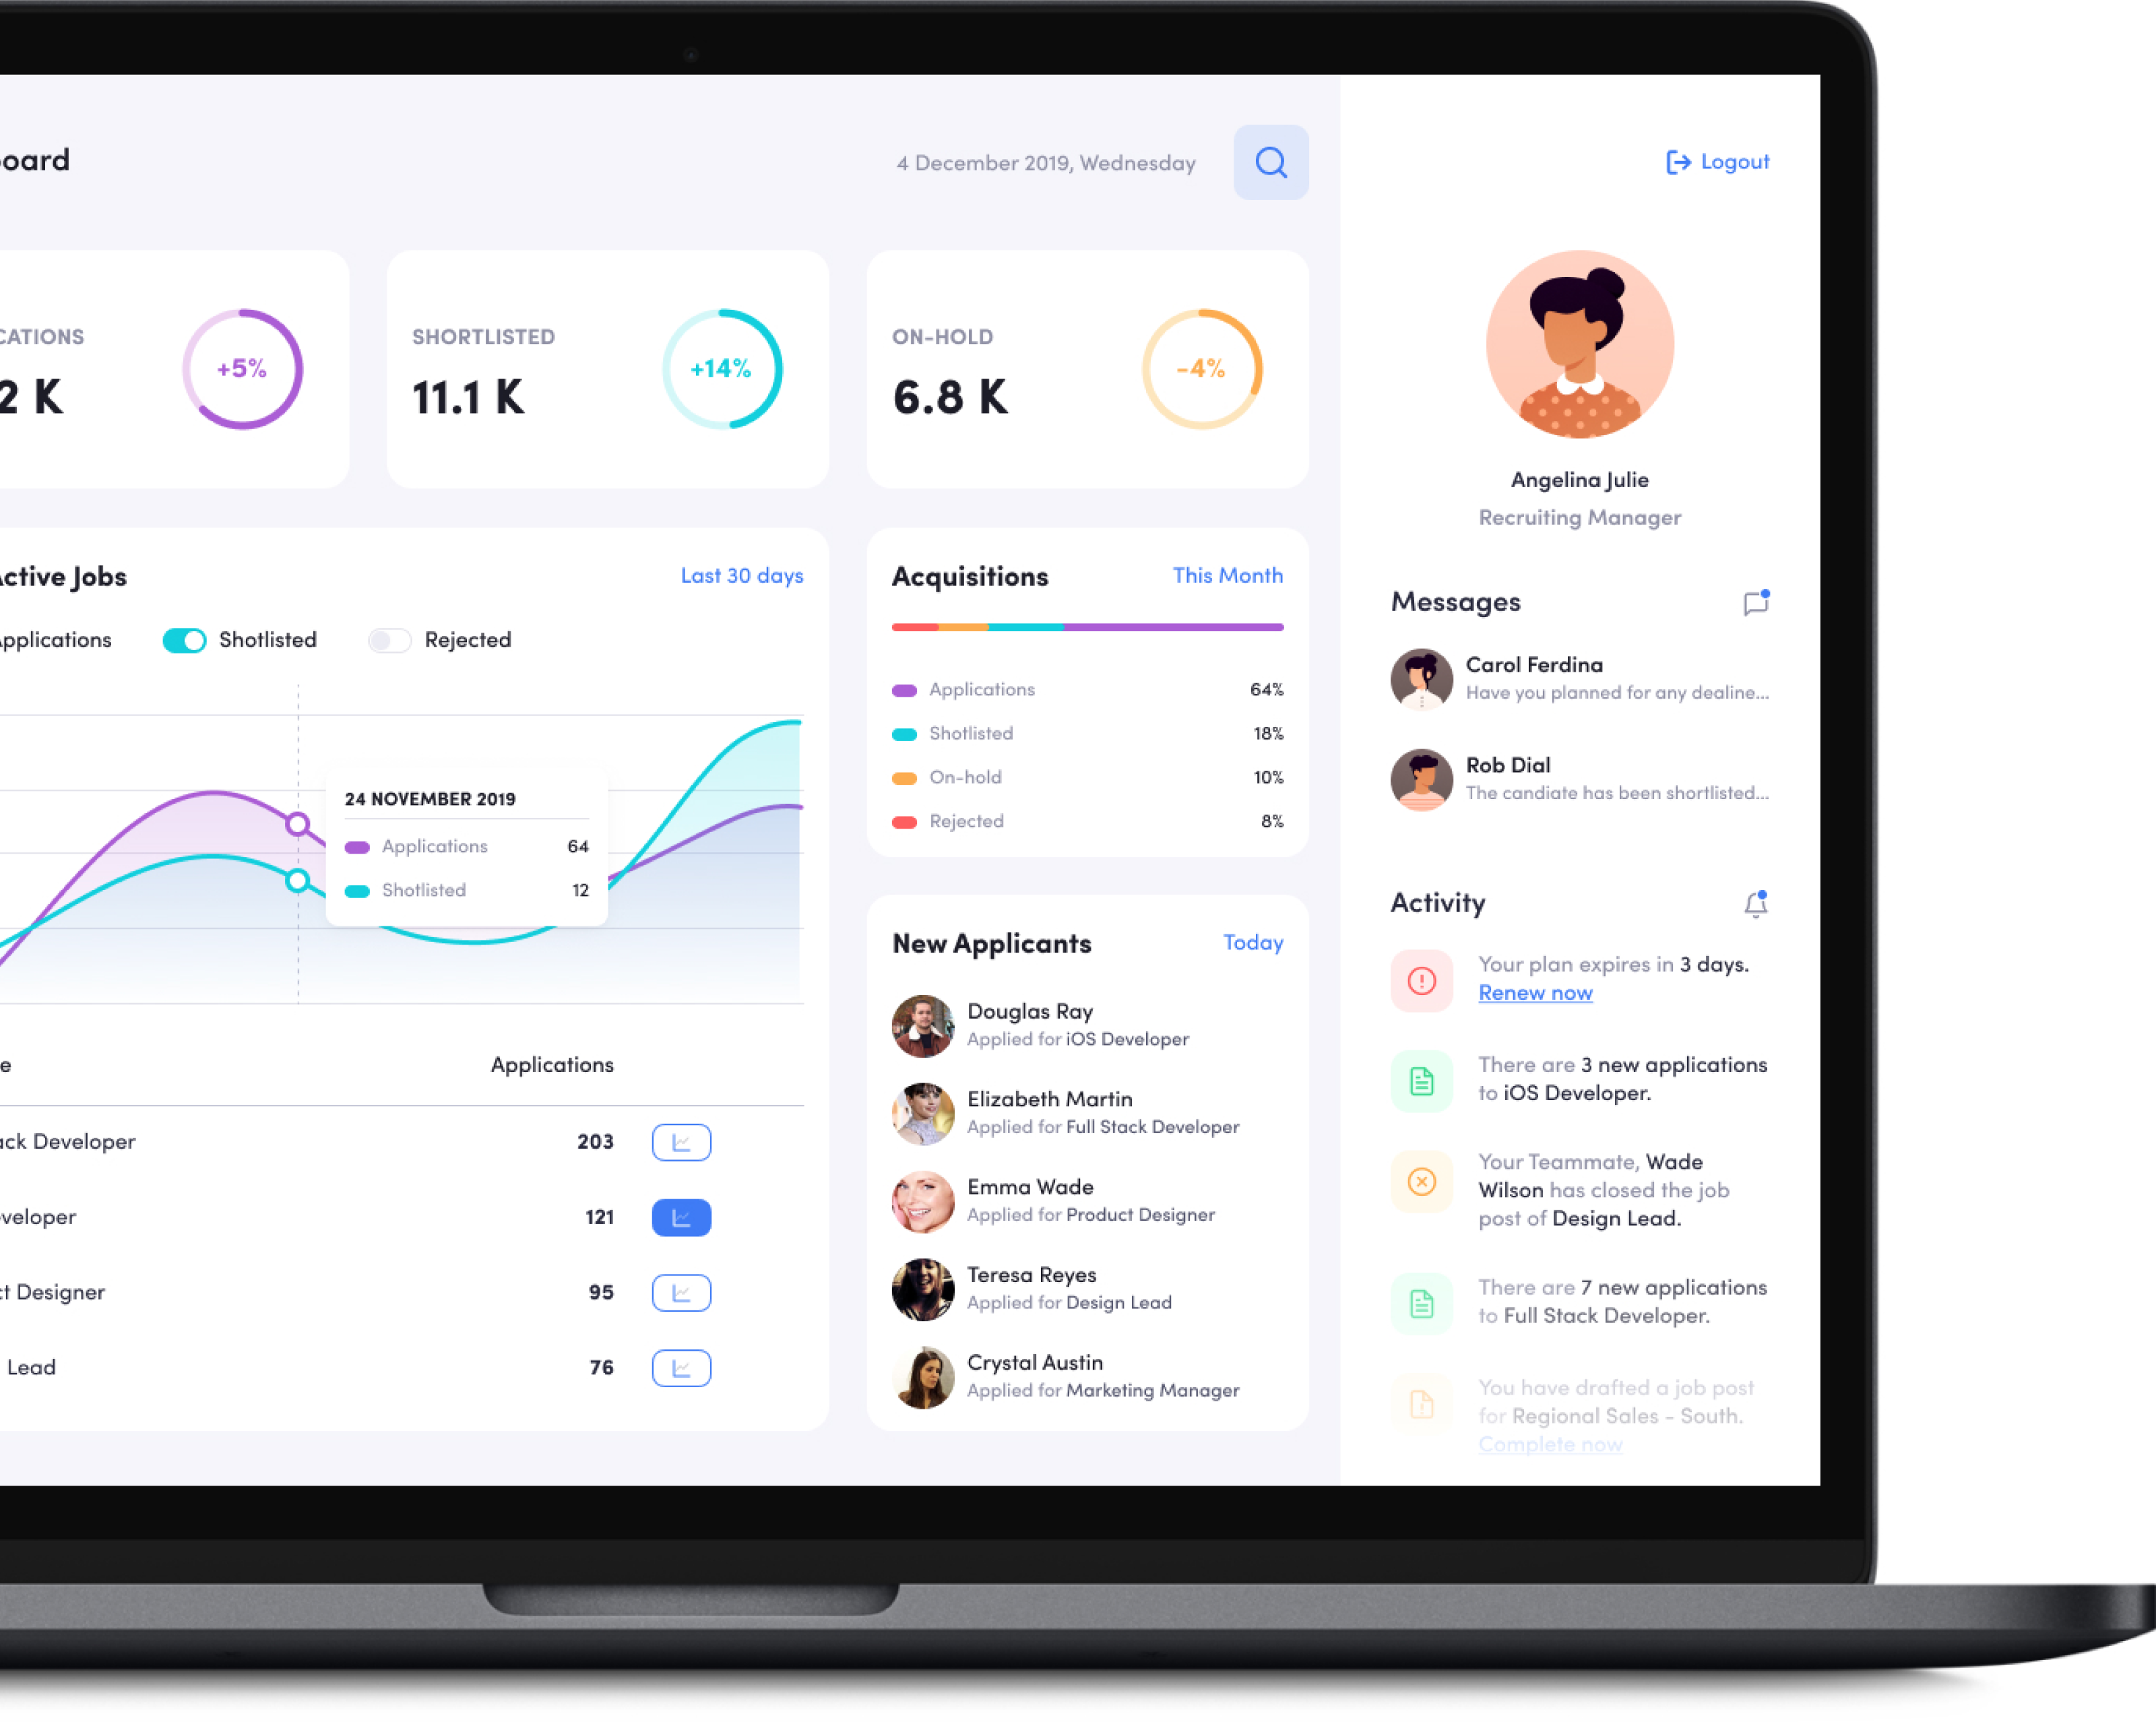 oard
4 December 2019, Wednesday
Logout
CATIONS
2 K
+5%
SHORTLISTED
11.1 K
+14%
ON-HOLD
6.8 K
-4%
Angelina Julie
Recruiting Manager
Active Jobs
Last 30 days
Applications
Shotlisted
Rejected
24 NOVEMBER 2019
Applications 64
Shotlisted 12
e
Applications
ack Developer 203
veloper 121
ct Designer 95
Lead 76
Acquisitions
This Month
Applications 64%
Shotlisted 18%
On-hold 10%
Rejected 8%
New Applicants
Today
Douglas Ray
Applied for iOS Developer
Elizabeth Martin
Applied for Full Stack Developer
Emma Wade
Applied for Product Designer
Teresa Reyes
Applied for Design Lead
Crystal Austin
Applied for Marketing Manager
Messages
Carol Ferdina
Have you planned for any dealine...
Rob Dial
The candiate has been shortlisted...
Activity
Your plan expires in 3 days.
Renew now
There are 3 new applications
to iOS Developer.
Your Teammate, Wade
Wilson has closed the job
post of Design Lead.
There are 7 new applications
to Full Stack Developer.
You have drafted a job post
for Regional Sales - South.
Complete now